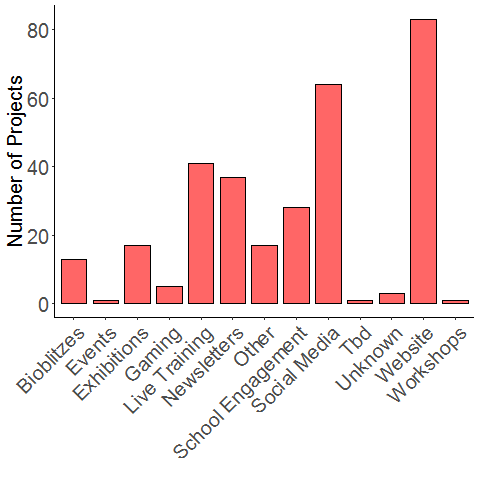 Number of Projects
80
60
40
20
0
Bioblitzes
Events
Exhibitions
Gaming
Live Training
Newsletters
Other
School Engagement
Social Media
Tbd
Unknown
Website
Workshops